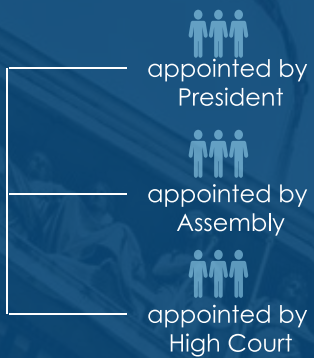 appointed by
President
appointed by
Assembly
appointed by
High Court